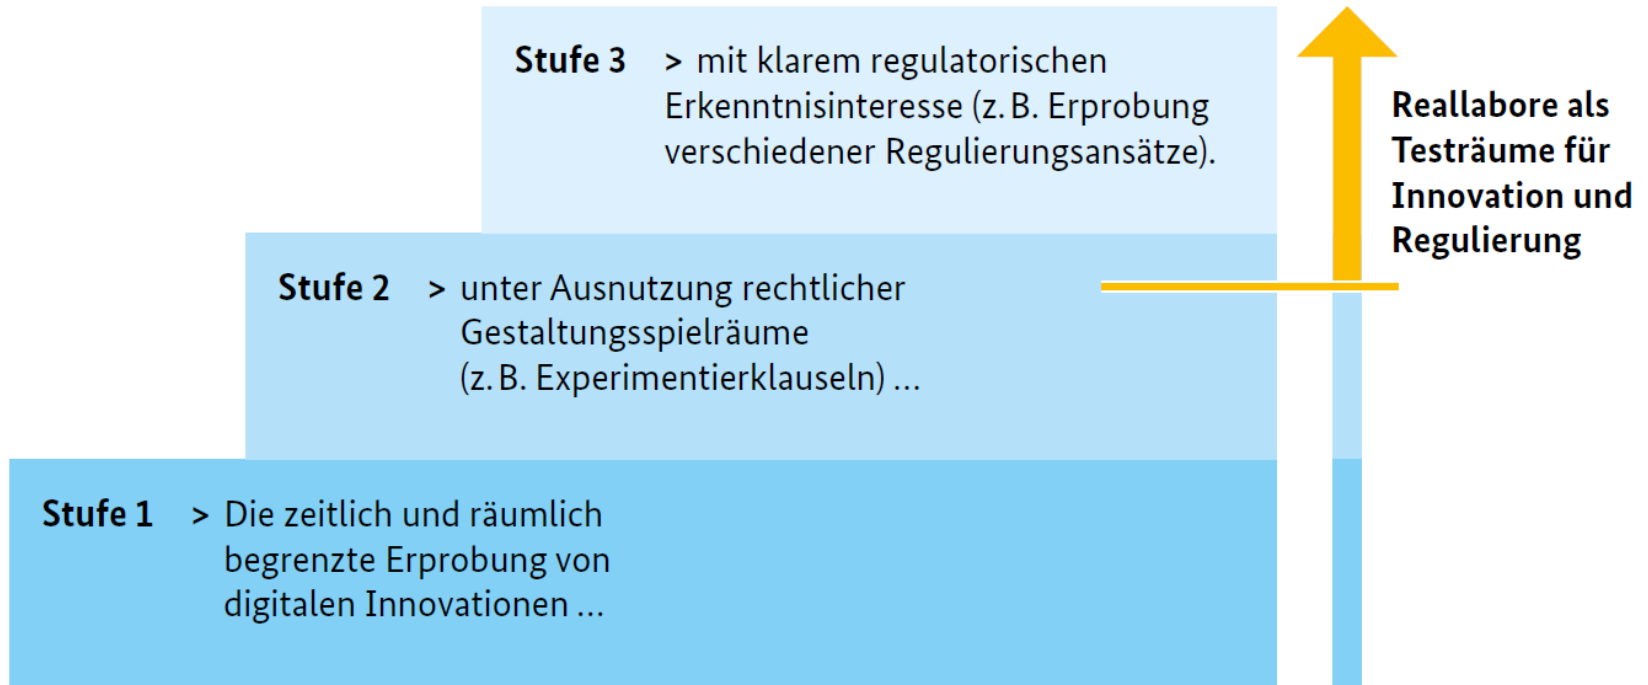 Stufe 3 > mit klarem regulatorischen
Erkenntnisinteresse (z. B. Erprobung
verschiedener Regulierungsansätze).
Reallabore als
Testräume für
Innovation und
Regulierung
Stufe 2 > unter Ausnutzung rechtlicher
Gestaltungsspielräume
(z. B. Experimentierklauseln) …
Stufe 1 > Die zeitlich und räumlich
begrenzte Erprobung von
digitalen Innovationen …